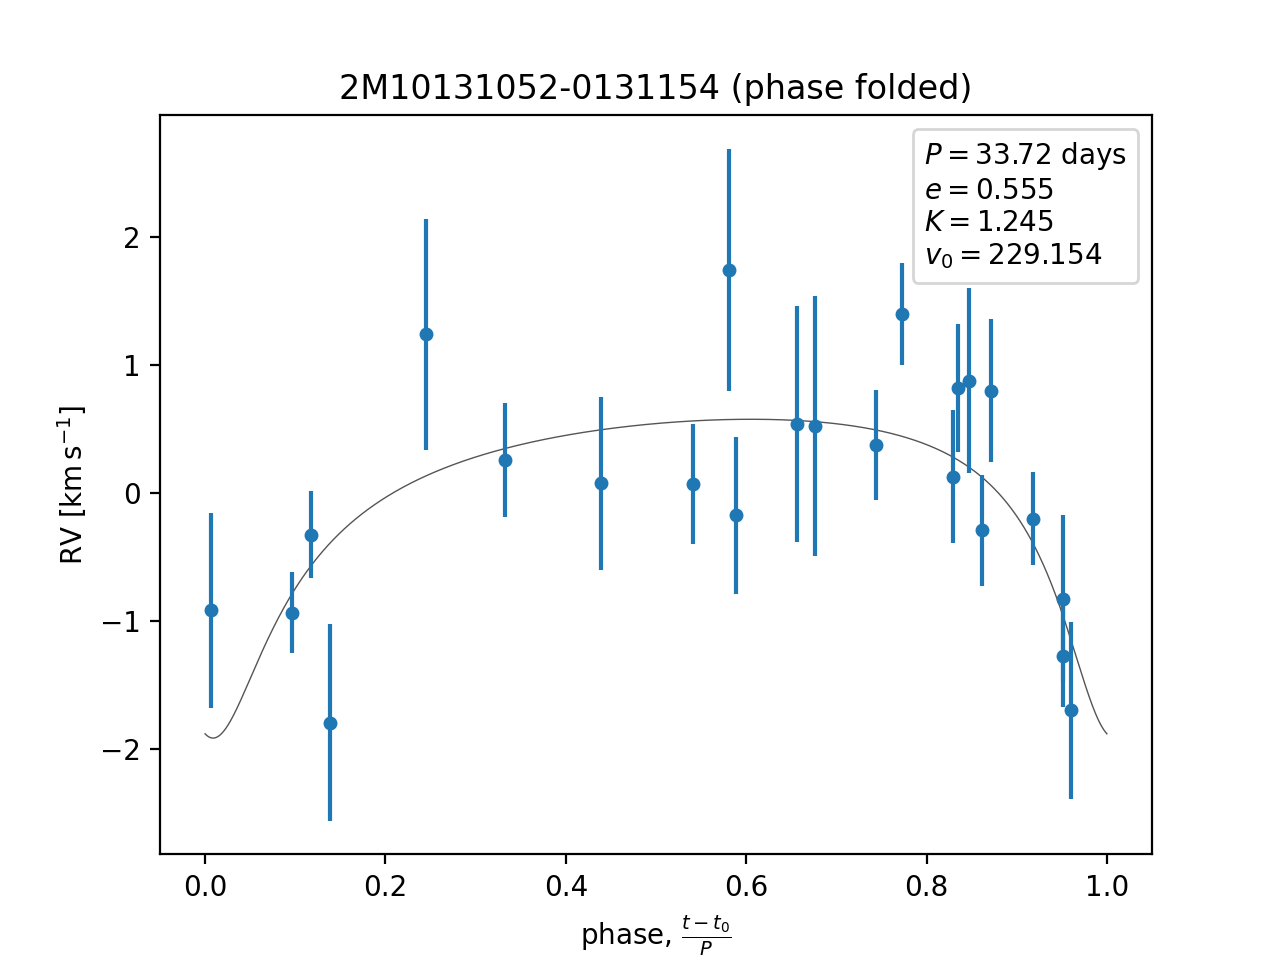 2M10131052-0131154 (phase folded)
P = 33.72 days
e = 0.555
K = 1.245
v₀ = 229.154
RV [km s⁻¹]
2
1
0
−1
−2
0.0 0.2 0.4 0.6 0.8 1.0
phase, (t − t₀)/P